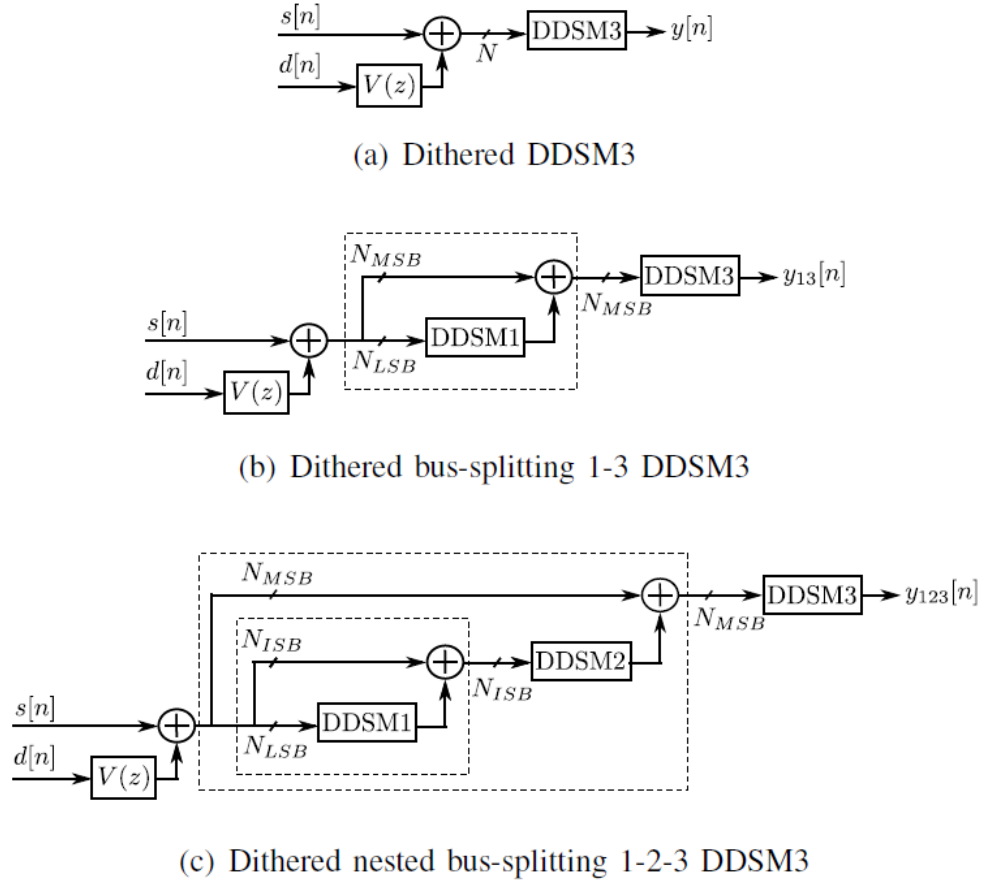 s[n]
d[n]
V(z)
+
N
DDSM3
y[n]
(a) Dithered DDSM3
N_{MSB}
s[n]
d[n]
V(z)
+
N_{LSB}
DDSM1
+
N_{MSB}
DDSM3
y_{13}[n]
(b) Dithered bus-splitting 1-3 DDSM3
N_{MSB}
s[n]
d[n]
V(z)
+
N_{ISB}
N_{LSB}
DDSM1
+
N_{ISB}
DDSM2
+
N_{MSB}
DDSM3
y_{123}[n]
(c) Dithered nested bus-splitting 1-2-3 DDSM3